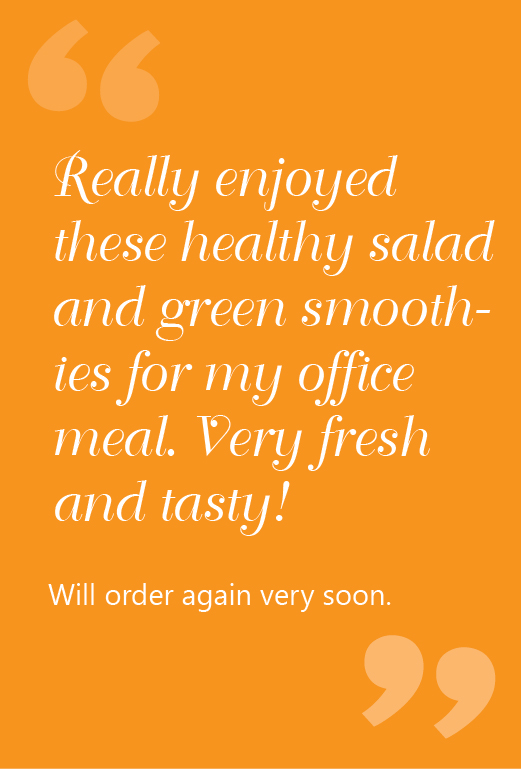 Really enjoyed
these healthy salad
and green smooth-
ies for my office
meal. Very fresh
and tasty!
Will order again very soon.